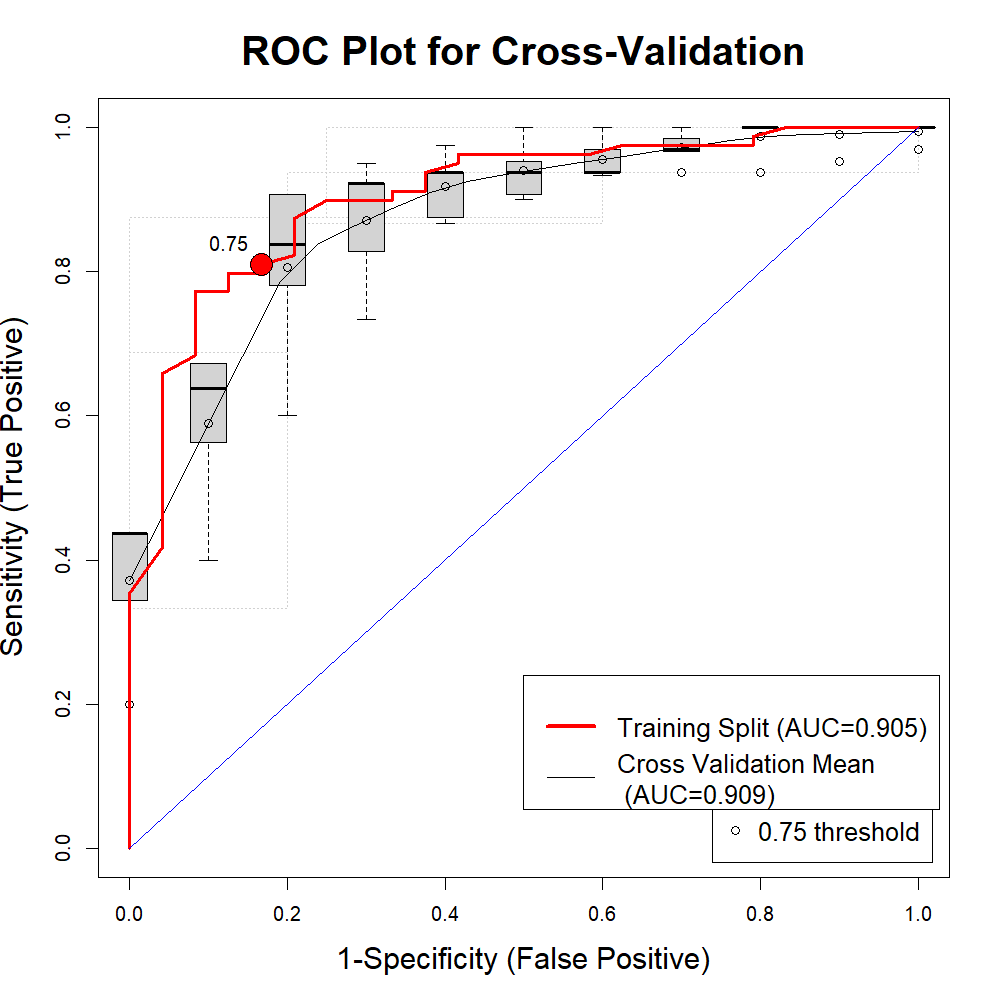 ROC Plot for Cross-Validation
Sensitivity (True Positive)
1.0
0.8
0.6
0.4
0.2
0.0
0.75
Training Split (AUC=0.905)
Cross Validation Mean
(AUC=0.909)
0.75 threshold
0.0 0.2 0.4 0.6 0.8 1.0
1-Specificity (False Positive)